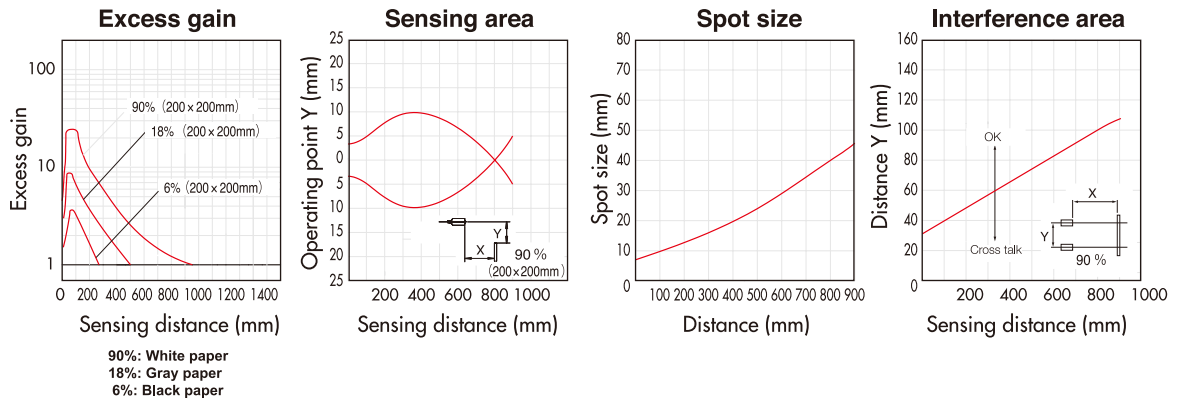 Excess gain
Excess gain
100
10
1
90% (200×200mm)
18% (200×200mm)
6% (200×200mm)
0 200 400 600 800 1000 1200 1400
Sensing distance (mm)
90%: White paper
18%: Gray paper
6%: Black paper
Sensing area
Operating point Y (mm)
25
20
15
10
5
0
5
10
15
20
25
Y
X
90 %
(200×200mm)
200 400 600 800 1000
Sensing distance (mm)
Spot size
Spot size (mm)
80
70
60
50
40
30
20
10
0
100 200 300 400 500 600 700 800 900
Distance (mm)
Interference area
Distance Y (mm)
160
140
120
100
80
60
40
20
0
OK
Cross talk
X
Y
90 %
200 400 600 800 1000
Sensing distance (mm)